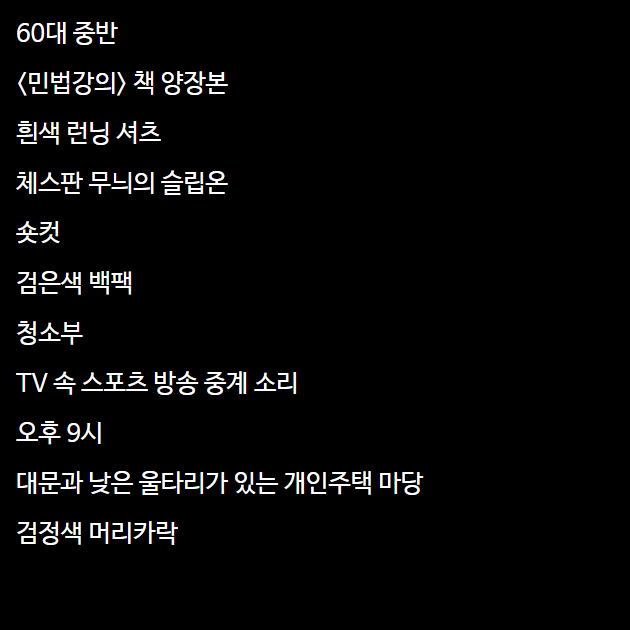 60대 중반
〈민법강의〉 책 양장본
흰색 런닝 셔츠
체스판 무늬의 슬립온
숏컷
검은색 백팩
청소부
TV 속 스포츠 방송 중계 소리
오후 9시
대문과 낮은 울타리가 있는 개인주택 마당
검정색 머리카락